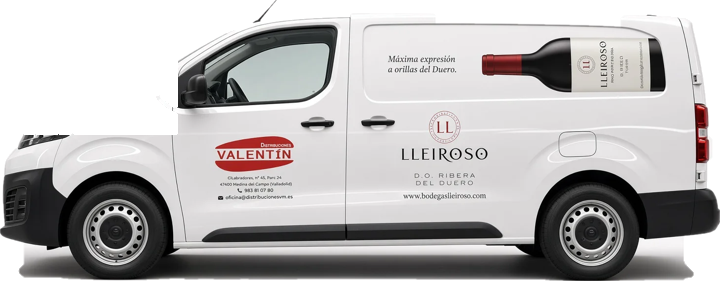 Máxima expresión
a orillas del Duero.
LLEIROSO
D.O. RIBERA
DISTRIBUCIONES
VALENTÍN
C\Labradores, nº 45, Parc 24.
47400 Medina del Campo (Valladolid)
983 81 07 80
oficina@distribucionesvm.es
LL
LLEIROSO
D.O. RIBERA
DEL DUERO
www.bodegaslleiroso.com